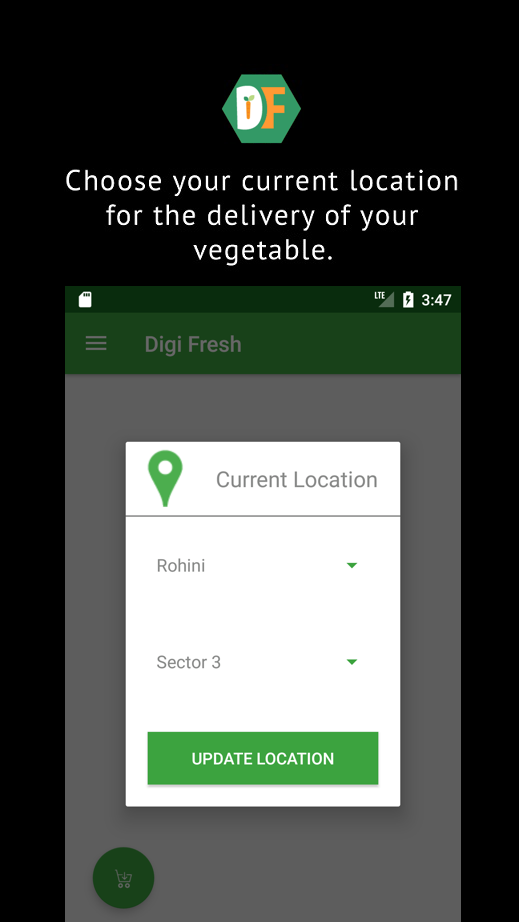 DF
Choose your current location
for the delivery of your
vegetable.
LTE 3:47
Digi Fresh
Current Location
Rohini
Sector 3
UPDATE LOCATION